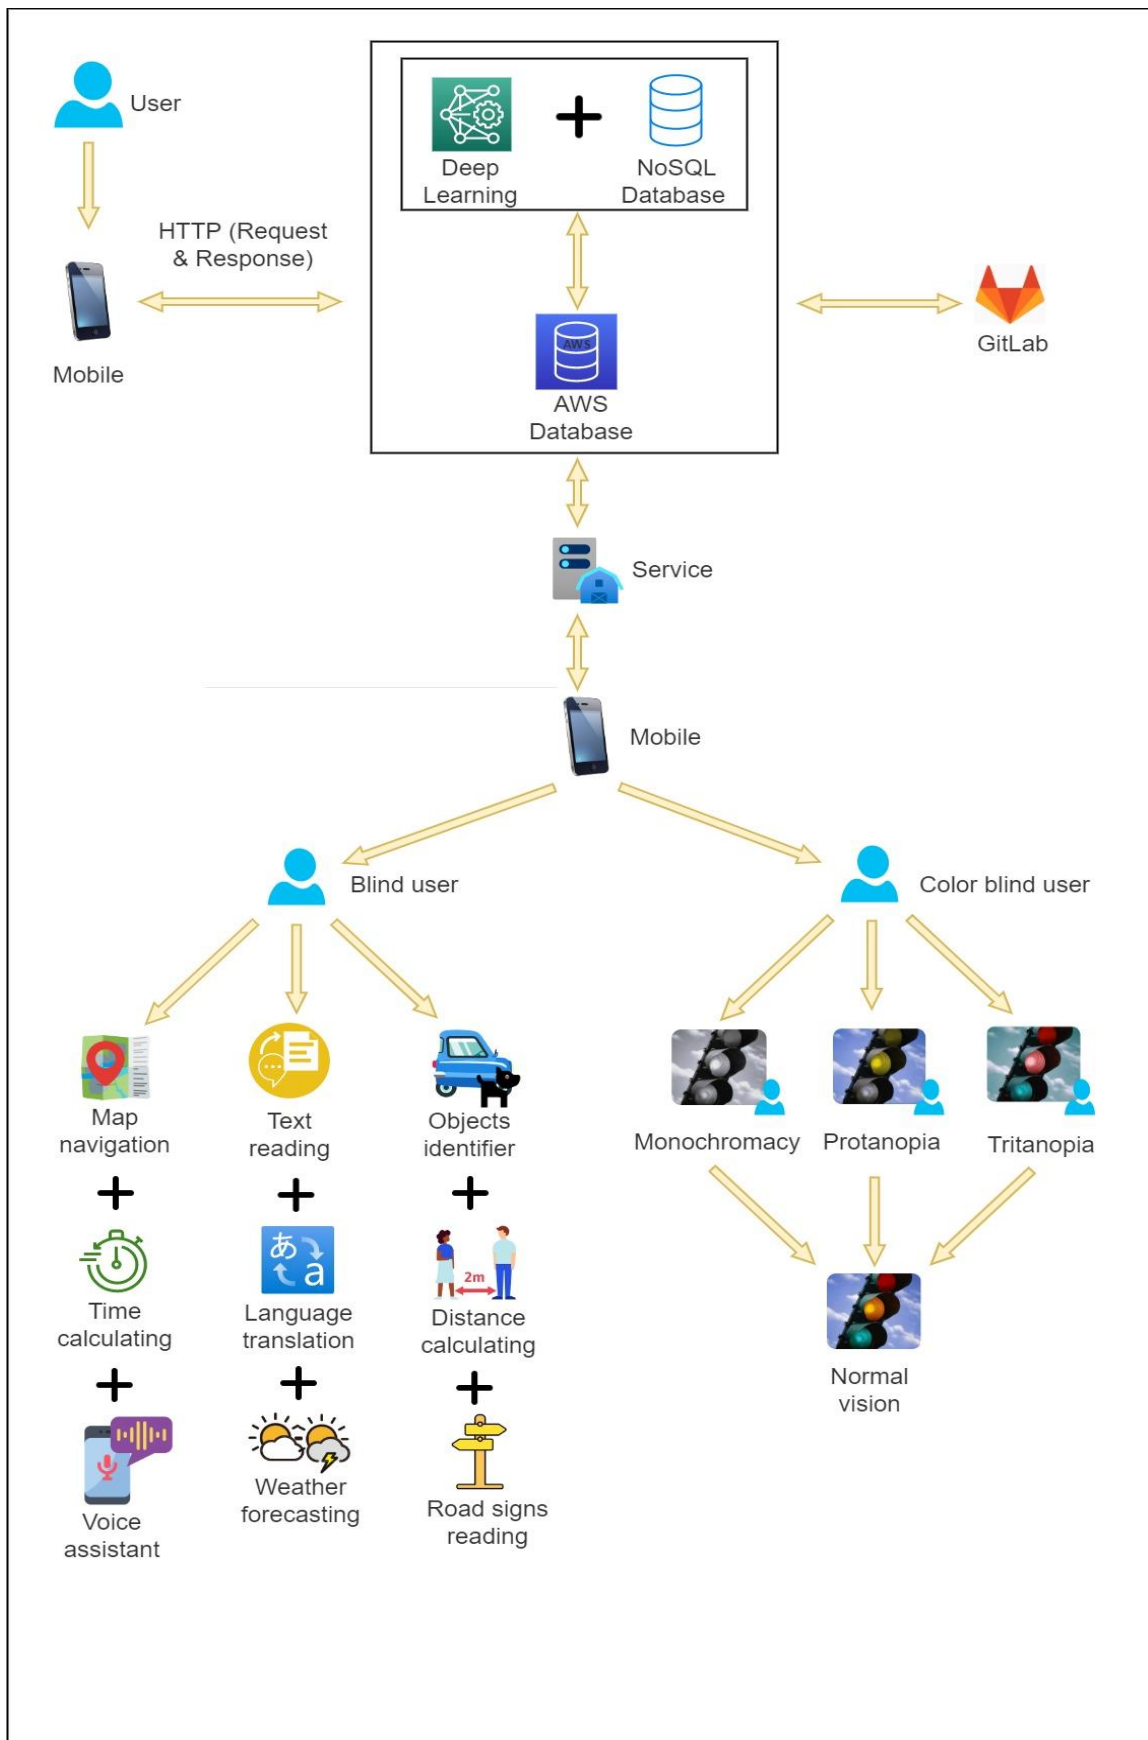 User
HTTP (Request
& Response)
Mobile
Deep
Learning
NoSQL
Database
AWS
AWS
Database
GitLab
Service
Mobile
Blind user
Color blind user
Map
navigation
Text
reading
Objects
identifier
Monochromacy
Protanopia
Tritanopia
Time
calculating
あ
a
Language
translation
2m
Distance
calculating
Normal
vision
Voice
assistant
Weather
forecasting
Road signs
reading